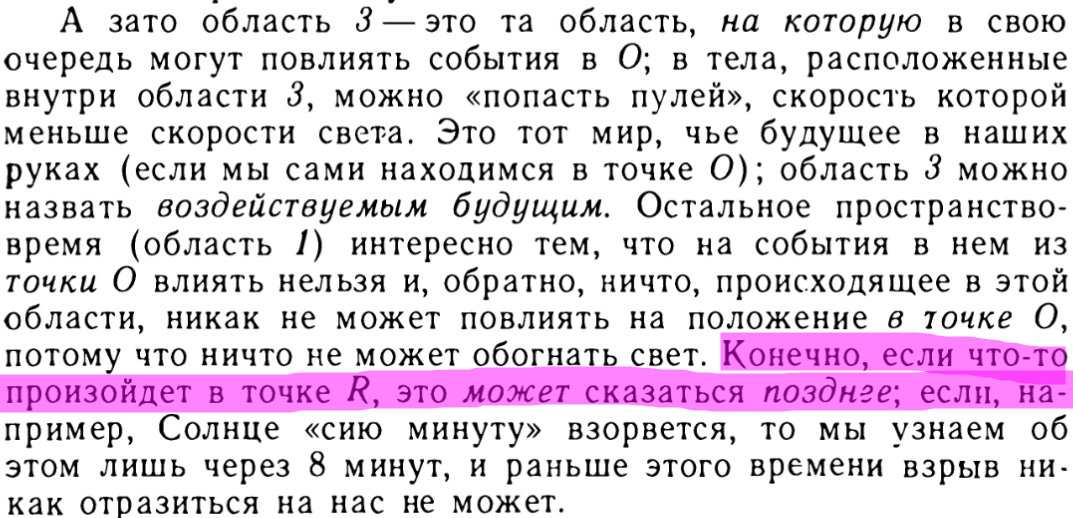 А зато область 3 — это та область, на которую в свою
очередь могут повлиять события в О; в тела, расположенные
внутри области 3, можно «попасть пулей», скорость которой
меньше скорости света. Это тот мир, чье будущее в наших
руках (если мы сами находимся в точке О); область 3 можно
назвать воздействуемым будущим. Остальное пространство-
время (область 1) интересно тем, что на события в нем из
точки О влиять нельзя и, обратно, ничто, происходящее в этой
области, никак не может повлиять на положение в точке О,
потому что ничто не может обогнать свет. Конечно, если что-то
произойдет в точке R, это может сказаться позднее; если, на-
пример, Солнце «сию минуту» взорвется, то мы узнаем об
этом лишь через 8 минут, и раньше этого времени взрыв ни-
как отразиться на нас не может.